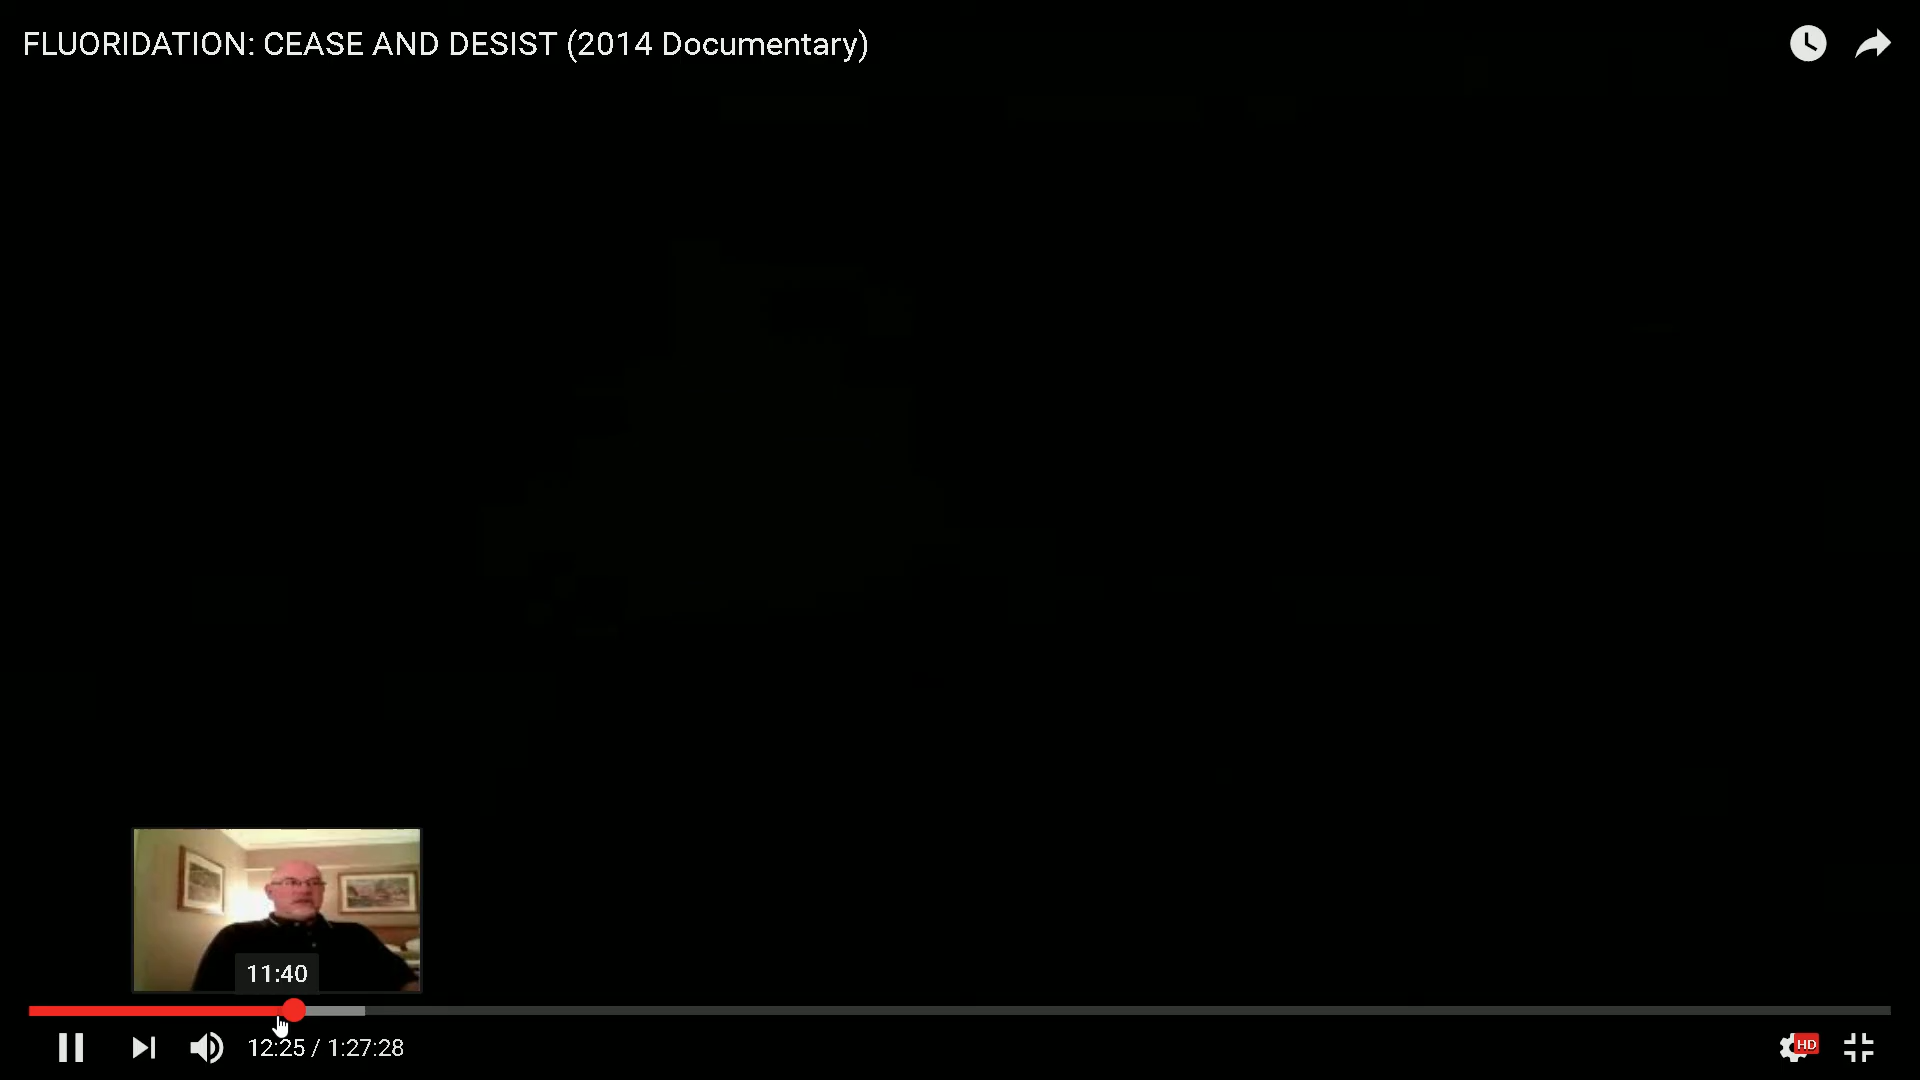 FLUORIDATION: CEASE AND DESIST (2014 Documentary)
11:40
12:25 / 1:27:28
HD